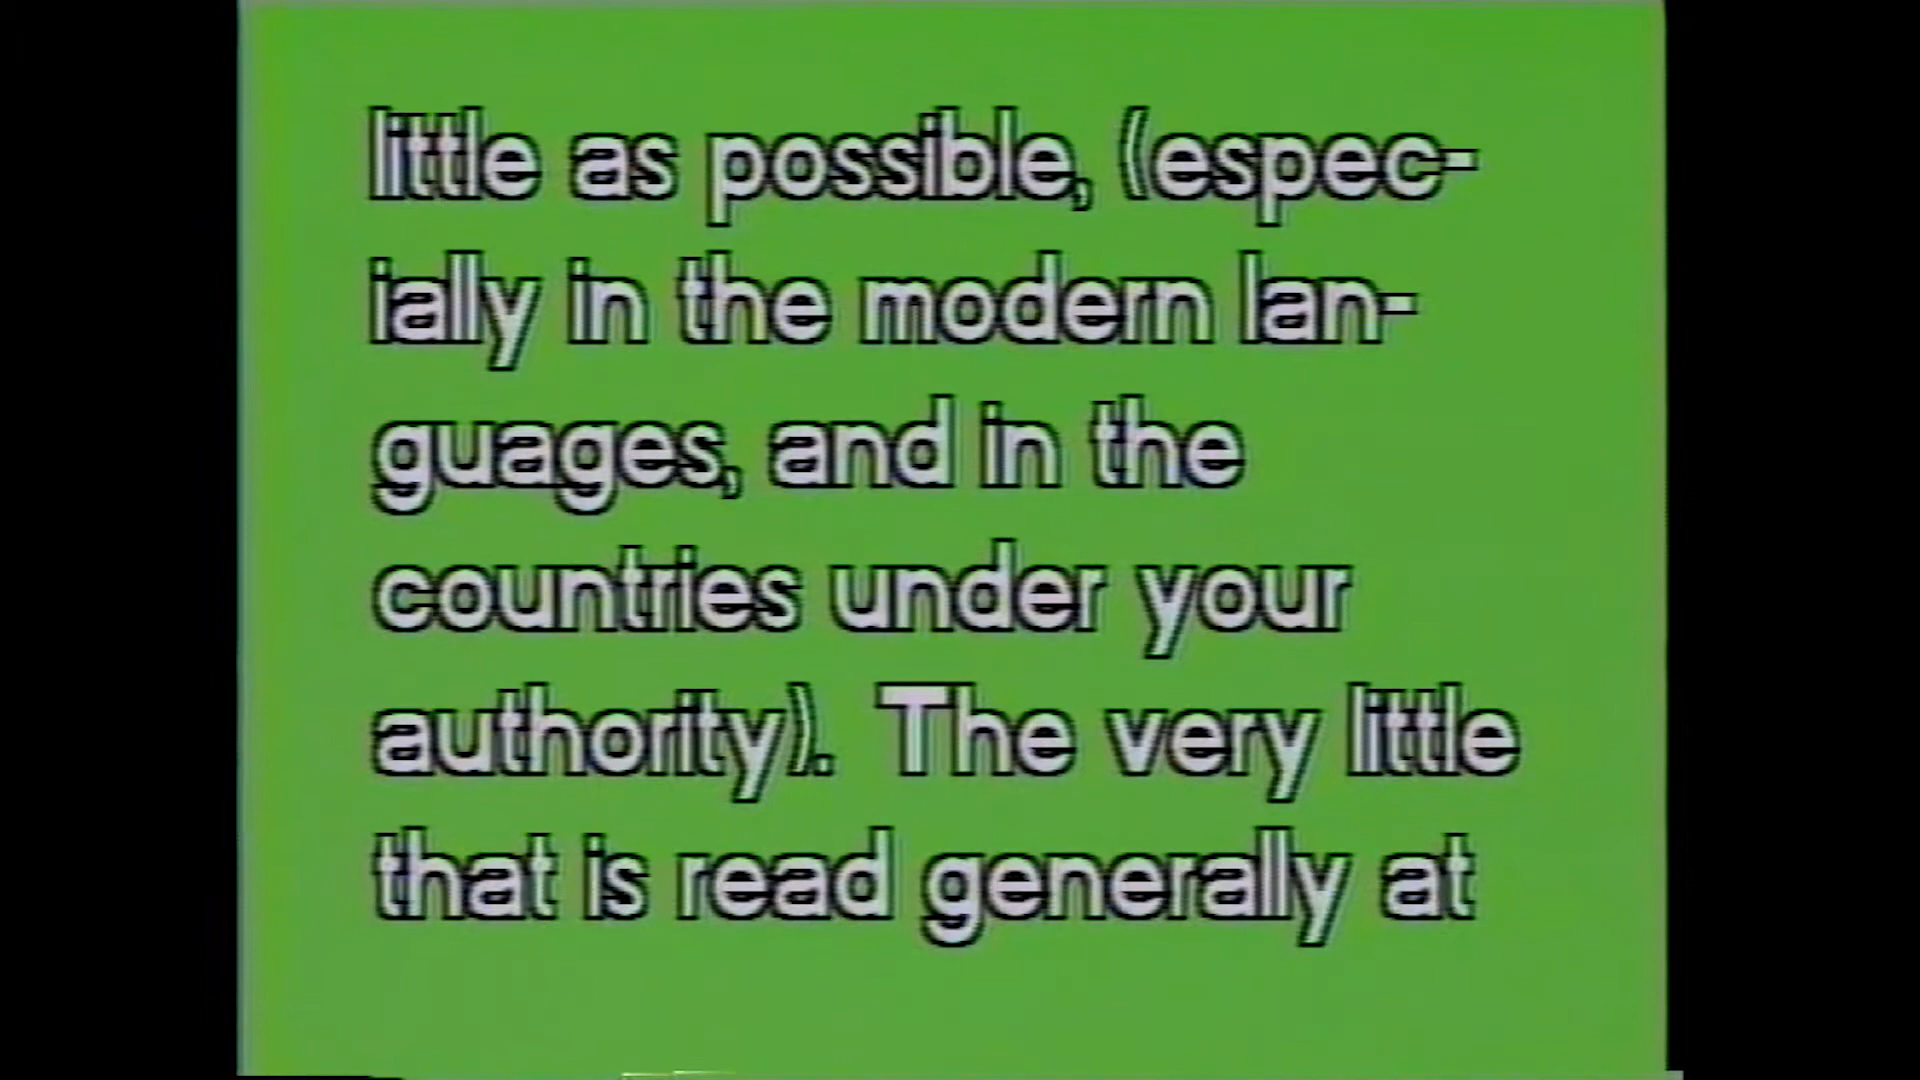 little as possible, (espec-
ially in the modern lan-
guages, and in the
countries under your
authority). The very little
that is read generally at